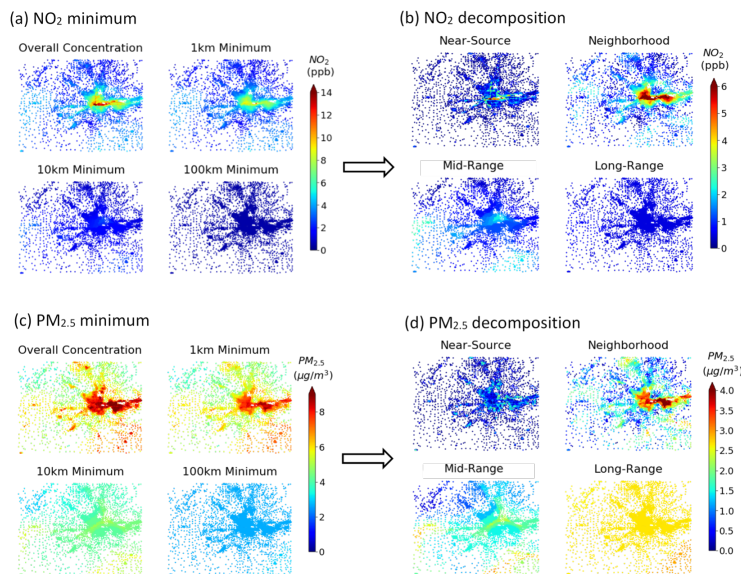 (a) NO₂ minimum
Overall Concentration
1km Minimum
NO₂
(ppb)
14
12
10
8
6
4
2
0
10km Minimum
100km Minimum
(b) NO₂ decomposition
Near-Source
Neighborhood
NO₂
(ppb)
6
5
4
3
2
1
0
Mid-Range
Long-Range
(c) PM₂.₅ minimum
Overall Concentration
1km Minimum
PM₂.₅
(μg/m³)
8
6
4
2
0
10km Minimum
100km Minimum
(d) PM₂.₅ decomposition
Near-Source
Neighborhood
PM₂.₅
(μg/m³)
4.0
3.5
3.0
2.5
2.0
1.5
1.0
0.5
0.0
Mid-Range
Long-Range